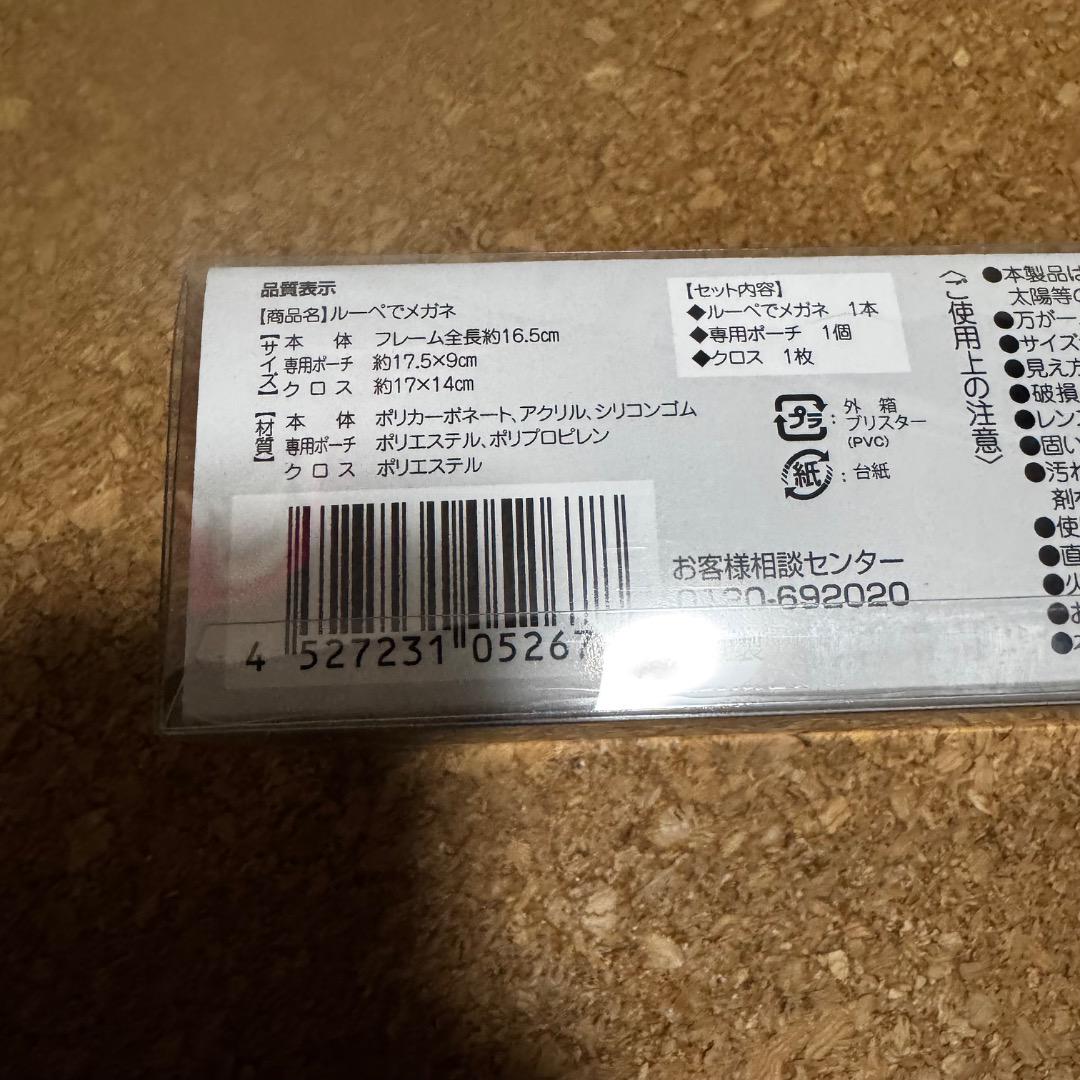 品質表示
【商品名】ルーペでメガネ
【サイズ】
本体 フレーム全長約16.5cm
専用ポーチ 約17.5×9cm
クロス 約17×14cm
【材質】
本体 ポリカーボネート、アクリル、シリコンゴム
専用ポーチ ポリエステル、ポリプロピレン
クロス ポリエステル
4 527231 05267
【セット内容】
◆ルーペでメガネ 1本
◆専用ポーチ 1個
◆クロス 1枚
プラ : 外箱
ブリスター
(PVC)
紙 : 台紙
お客様相談センター
0120-692020
製
〈ご使用上の注意〉
●本製品は
太陽等の
●万が一
●サイズ
●見え方
●破損
●レンズ
●固い
●汚れ
剤
●使
●直
●火
●お